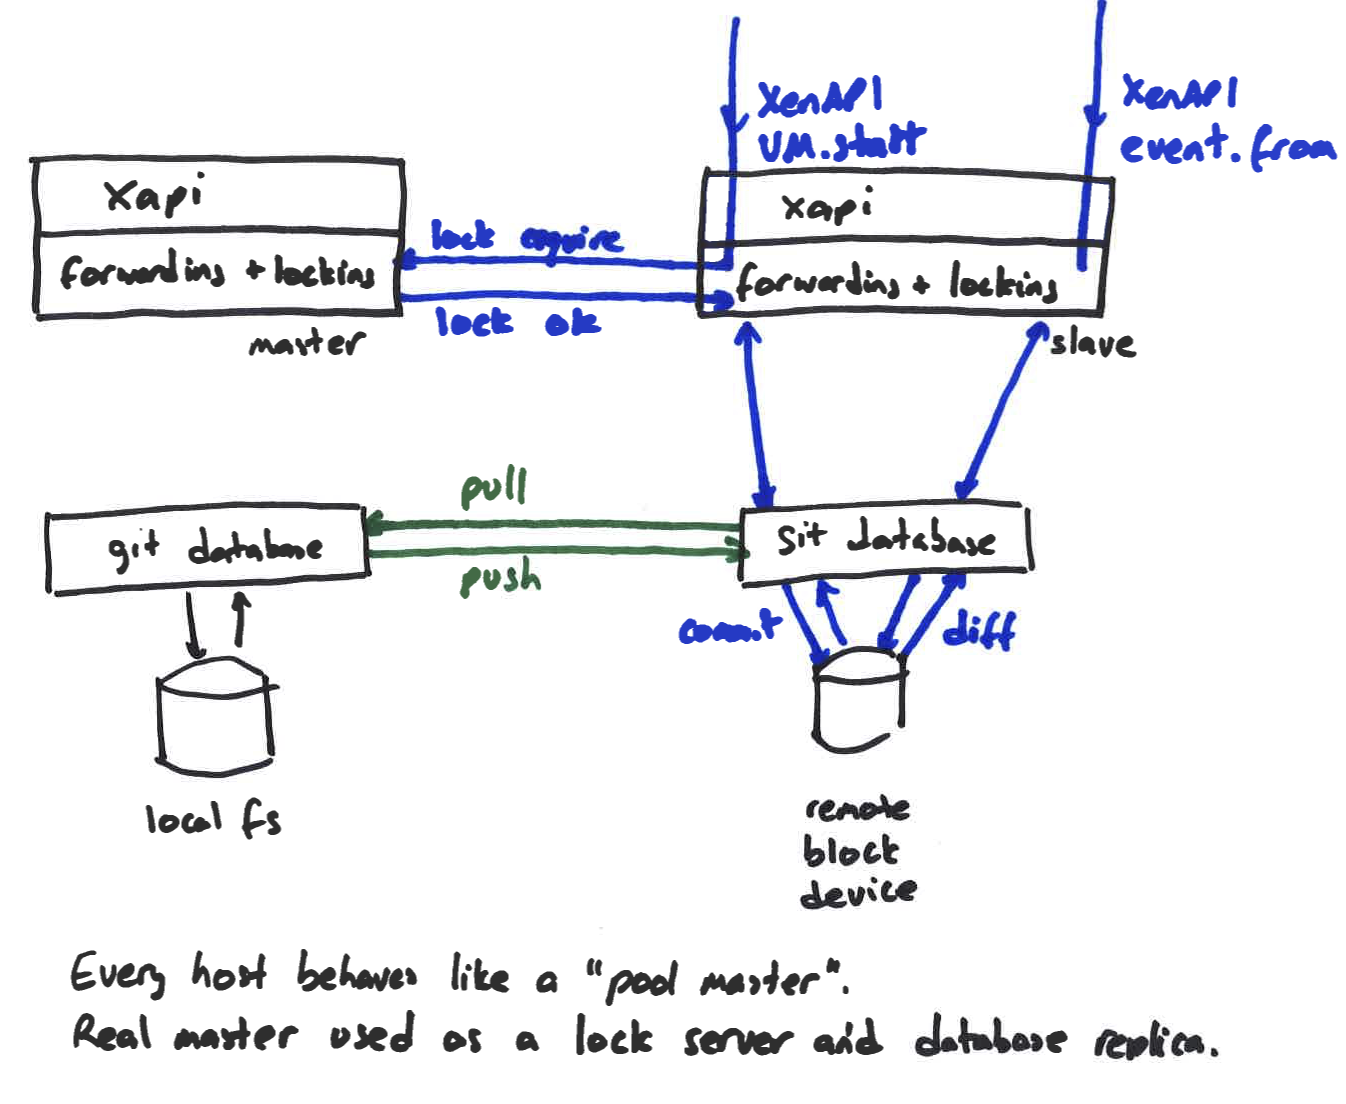 XenAPI
VM.start
XenAPI
event.from
xapi
forwarding + locking
master
lock acquire
lock ok
xapi
forwarding + locking
slave
pull
push
git database
git database
commit
diff
local fs
remote
block
device
Every host behaves like a "pool master".
Real master used as a lock server and database replica.